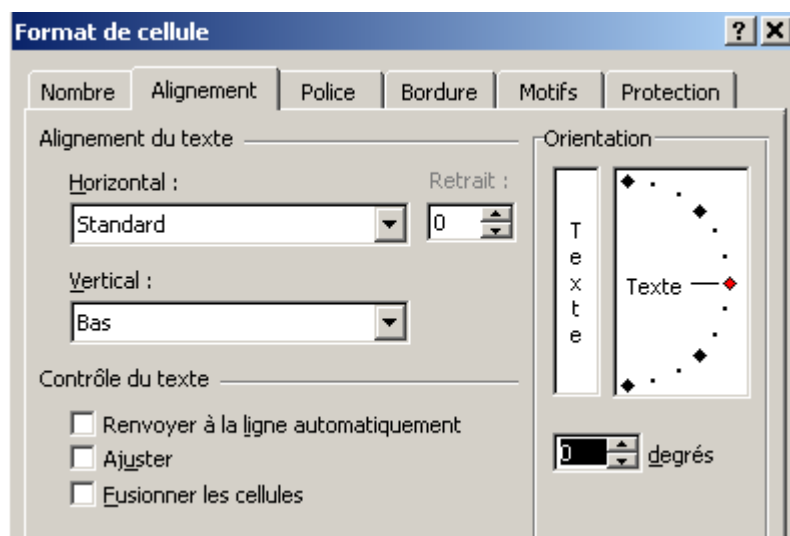 Format de cellule
Nombre Alignement Police Bordure Motifs Protection
Alignement du texte
Horizontal :
Retrait :
Standard
0
Vertical :
Bas
Contrôle du texte
Renvoyer à la ligne automatiquement
Ajuster
Fusionner les cellules
Orientation
Texte
Texte
0 degrés